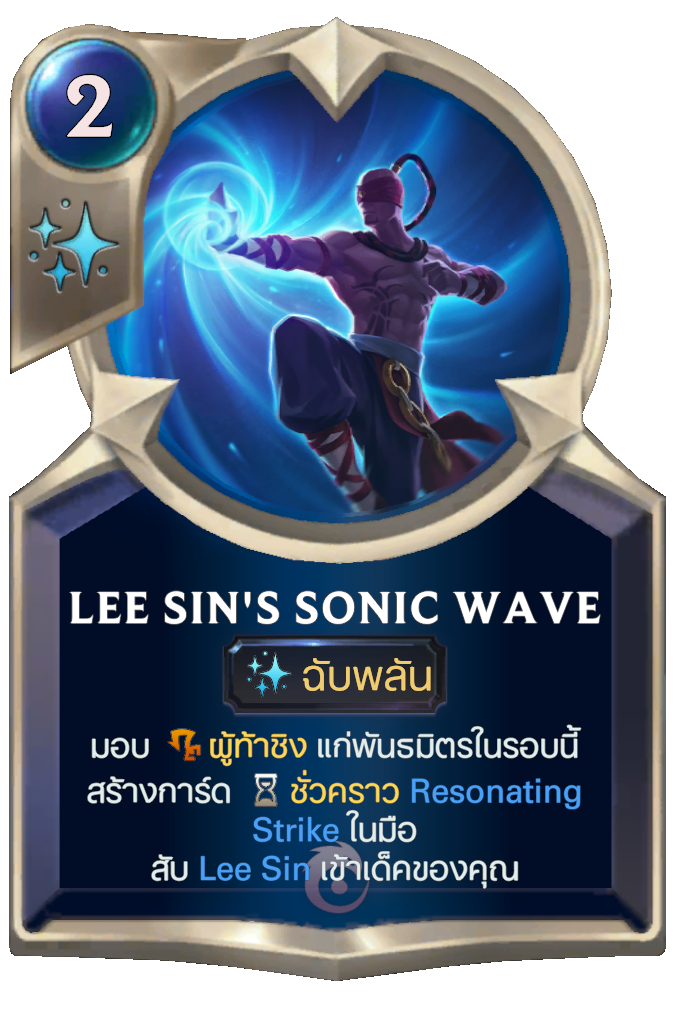 2
LEE SIN'S SONIC WAVE
ฉับพลัน
มอบ ผู้ท้าชิง แก่พันธมิตรในรอบนี้
สร้างการ์ด ชั่วคราว Resonating
Strike ในมือ
สับ Lee Sin เข้าเด็คของคุณ